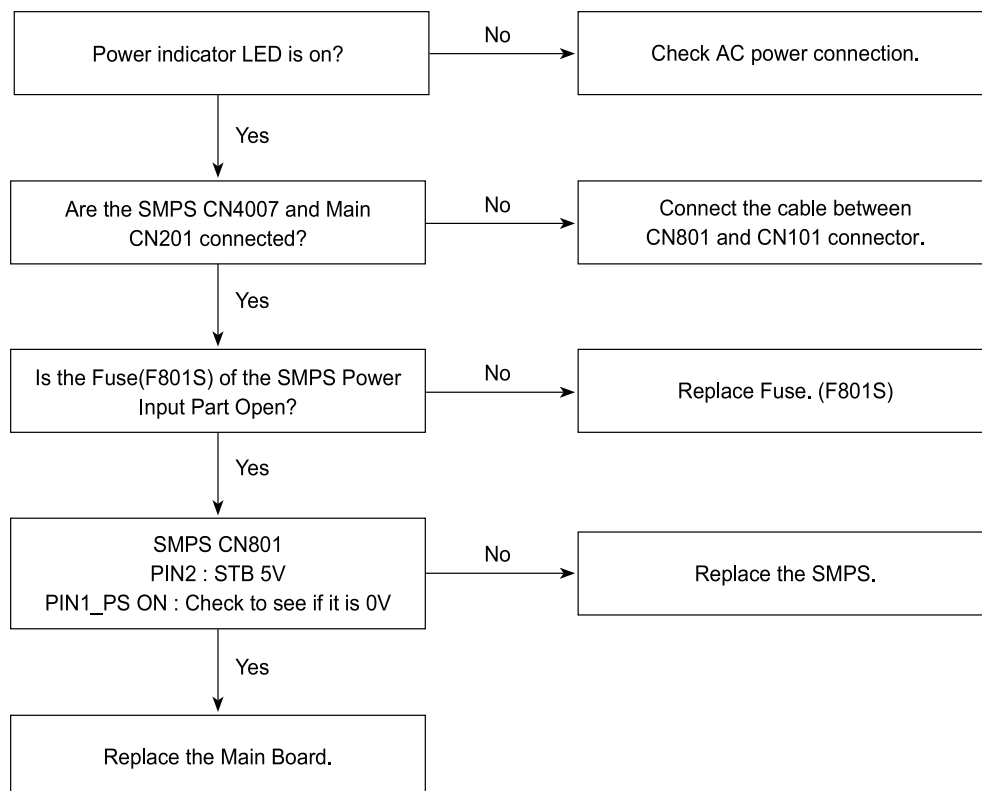 Power indicator LED is on?
No
Check AC power connection.
Yes
Are the SMPS CN4007 and Main
CN201 connected?
No
Connect the cable between
CN801 and CN101 connector.
Yes
Is the Fuse(F801S) of the SMPS Power
Input Part Open?
No
Replace Fuse. (F801S)
Yes
SMPS CN801
PIN2 : STB 5V
PIN1_PS ON : Check to see if it is 0V
No
Replace the SMPS.
Yes
Replace the Main Board.